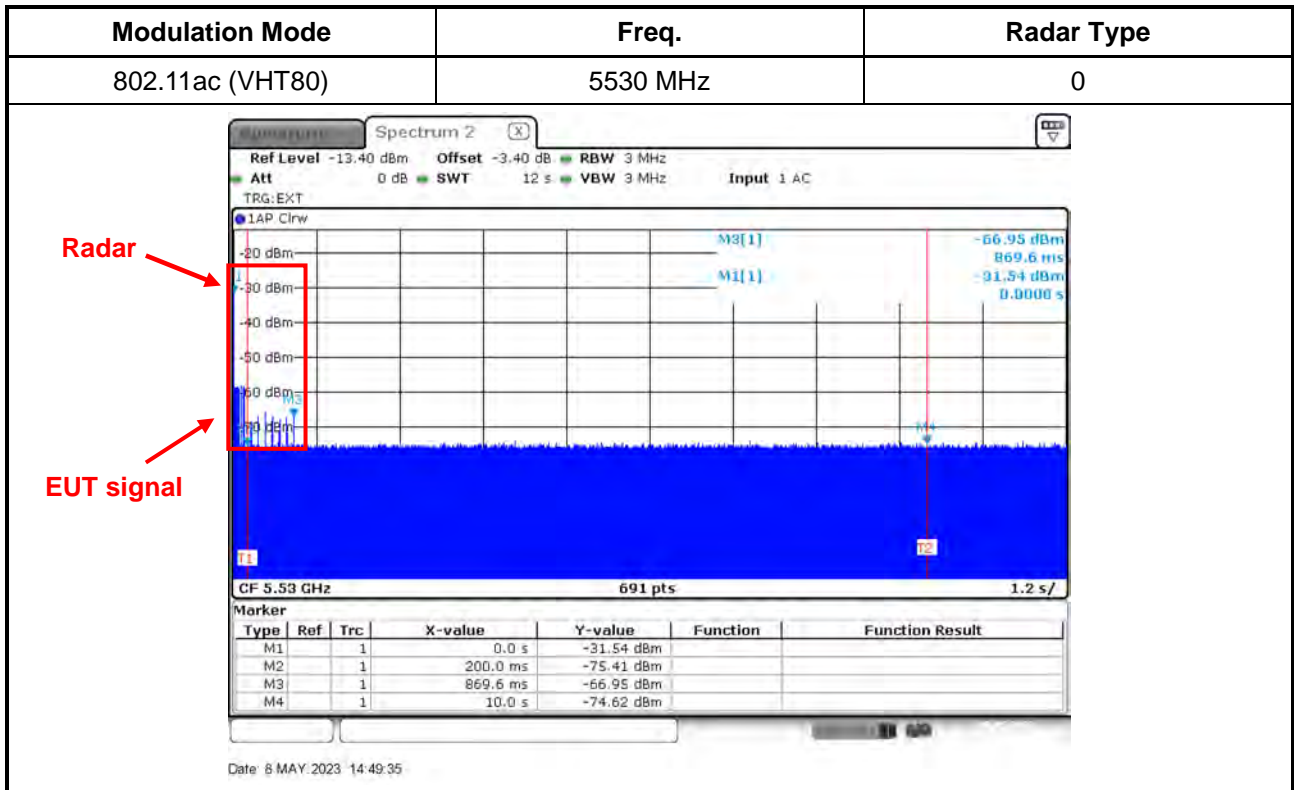 Modulation Mode Freq. Radar Type
802.11ac (VHT80) 5530 MHz 0
Spectrum 2 X
Ref Level -13.40 dBm Offset -3.40 dB RBW 3 MHz
Att 0 dB SWT 12 s VBW 3 MHz Input 1 AC
TRG:EXT
1AP Clrw
M3[1] -66.95 dBm
869.6 ms
M1[1] -31.54 dBm
0.0000 s
Radar
-20 dBm
-30 dBm
-40 dBm
-50 dBm
-60 dBm
M3
-70 dBm
M4
EUT signal
T1
T2
CF 5.53 GHz 691 pts 1.2 s/
Marker
Type Ref Trc X-value Y-value Function Function Result
M1 1 0.0 s -31.54 dBm
M2 1 200.0 ms -75.41 dBm
M3 1 869.6 ms -66.95 dBm
M4 1 10.0 s -74.62 dBm
Date 8 MAY 2023 14:49:35